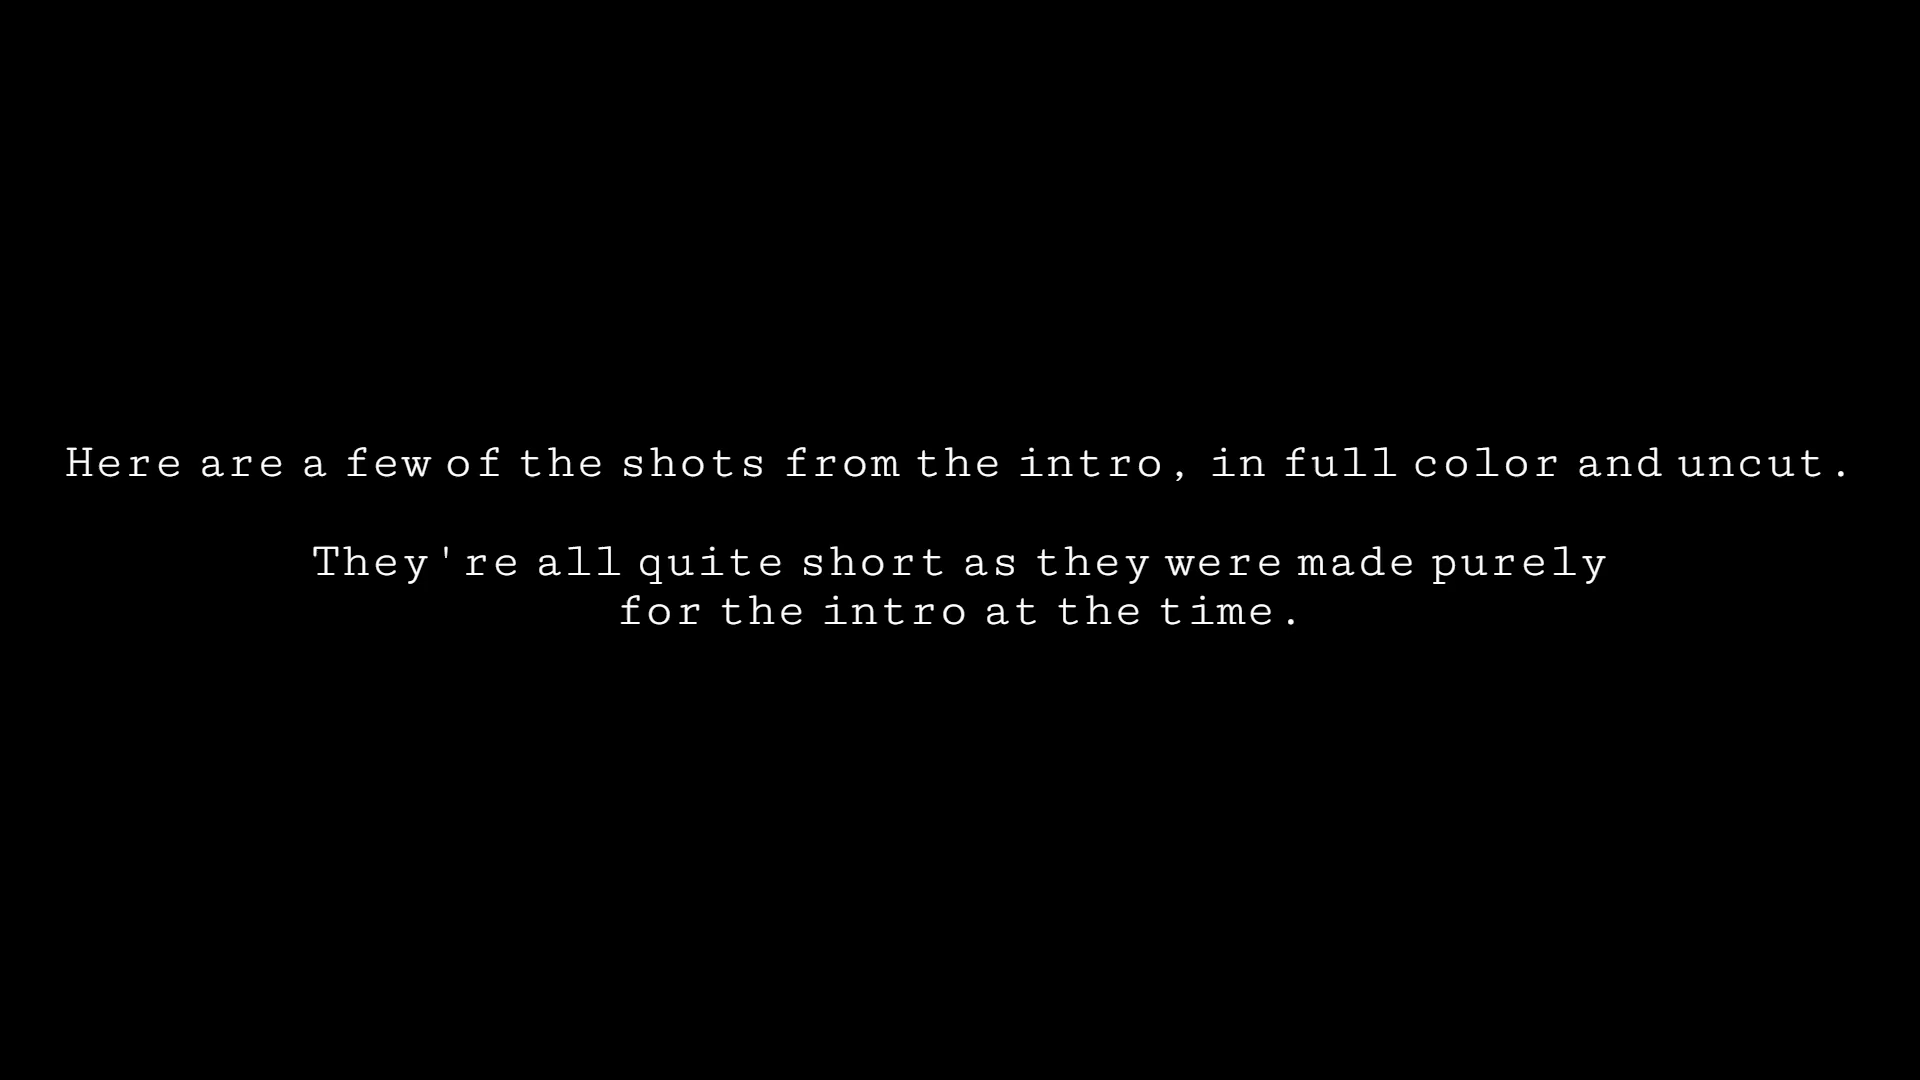 Here are a few of the shots from the intro, in full color and uncut.
They're all quite short as they were made purely
for the intro at the time.